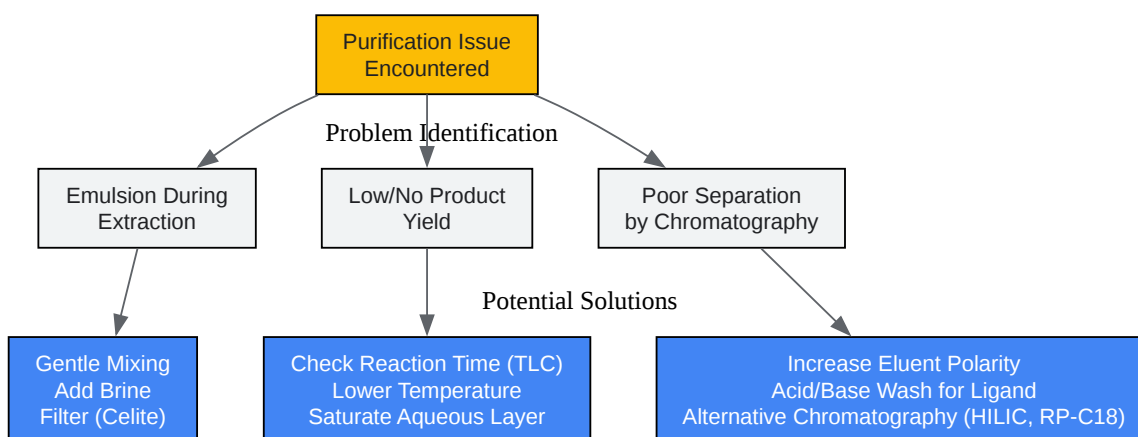 Purification Issue
Encountered
Problem Identification
Emulsion During
Extraction
Low/No Product
Yield
Poor Separation
by Chromatography
Potential Solutions
Gentle Mixing
Add Brine
Filter (Celite)
Check Reaction Time (TLC)
Lower Temperature
Saturate Aqueous Layer
Increase Eluent Polarity
Acid/Base Wash for Ligand
Alternative Chromatography (HILIC, RP-C18)